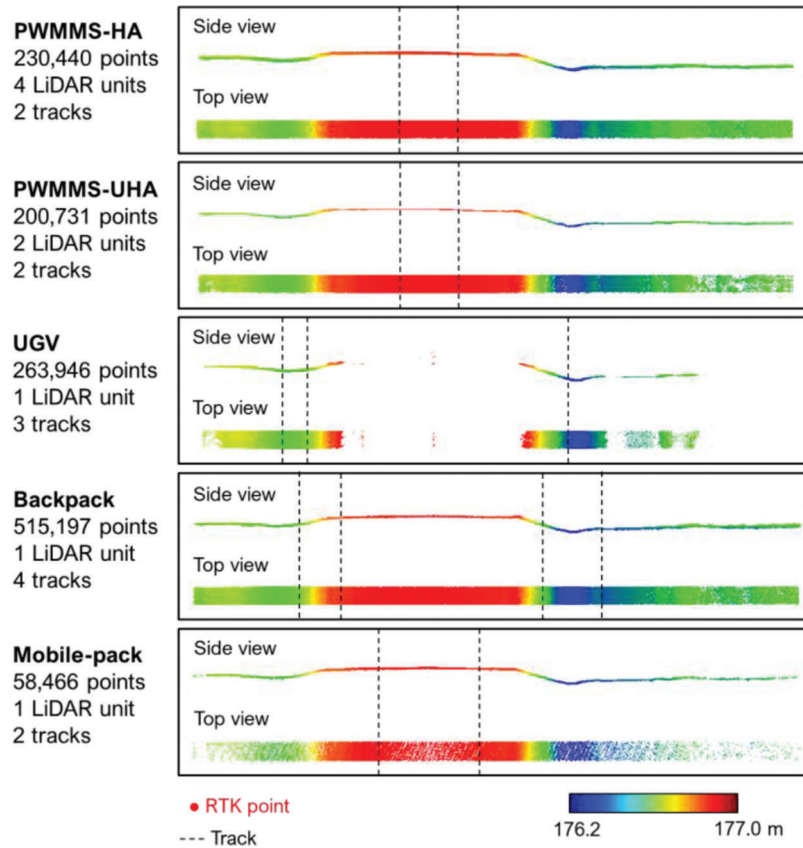 PWMMS-HA
230,440 points
4 LiDAR units
2 tracks
Side view
Top view
PWMMS-UHA
200,731 points
2 LiDAR units
2 tracks
Side view
Top view
UGV
263,946 points
1 LiDAR unit
3 tracks
Side view
Top view
Backpack
515,197 points
1 LiDAR unit
4 tracks
Side view
Top view
Mobile-pack
58,466 points
1 LiDAR unit
2 tracks
Side view
Top view
RTK point
Track
176.2 177.0 m